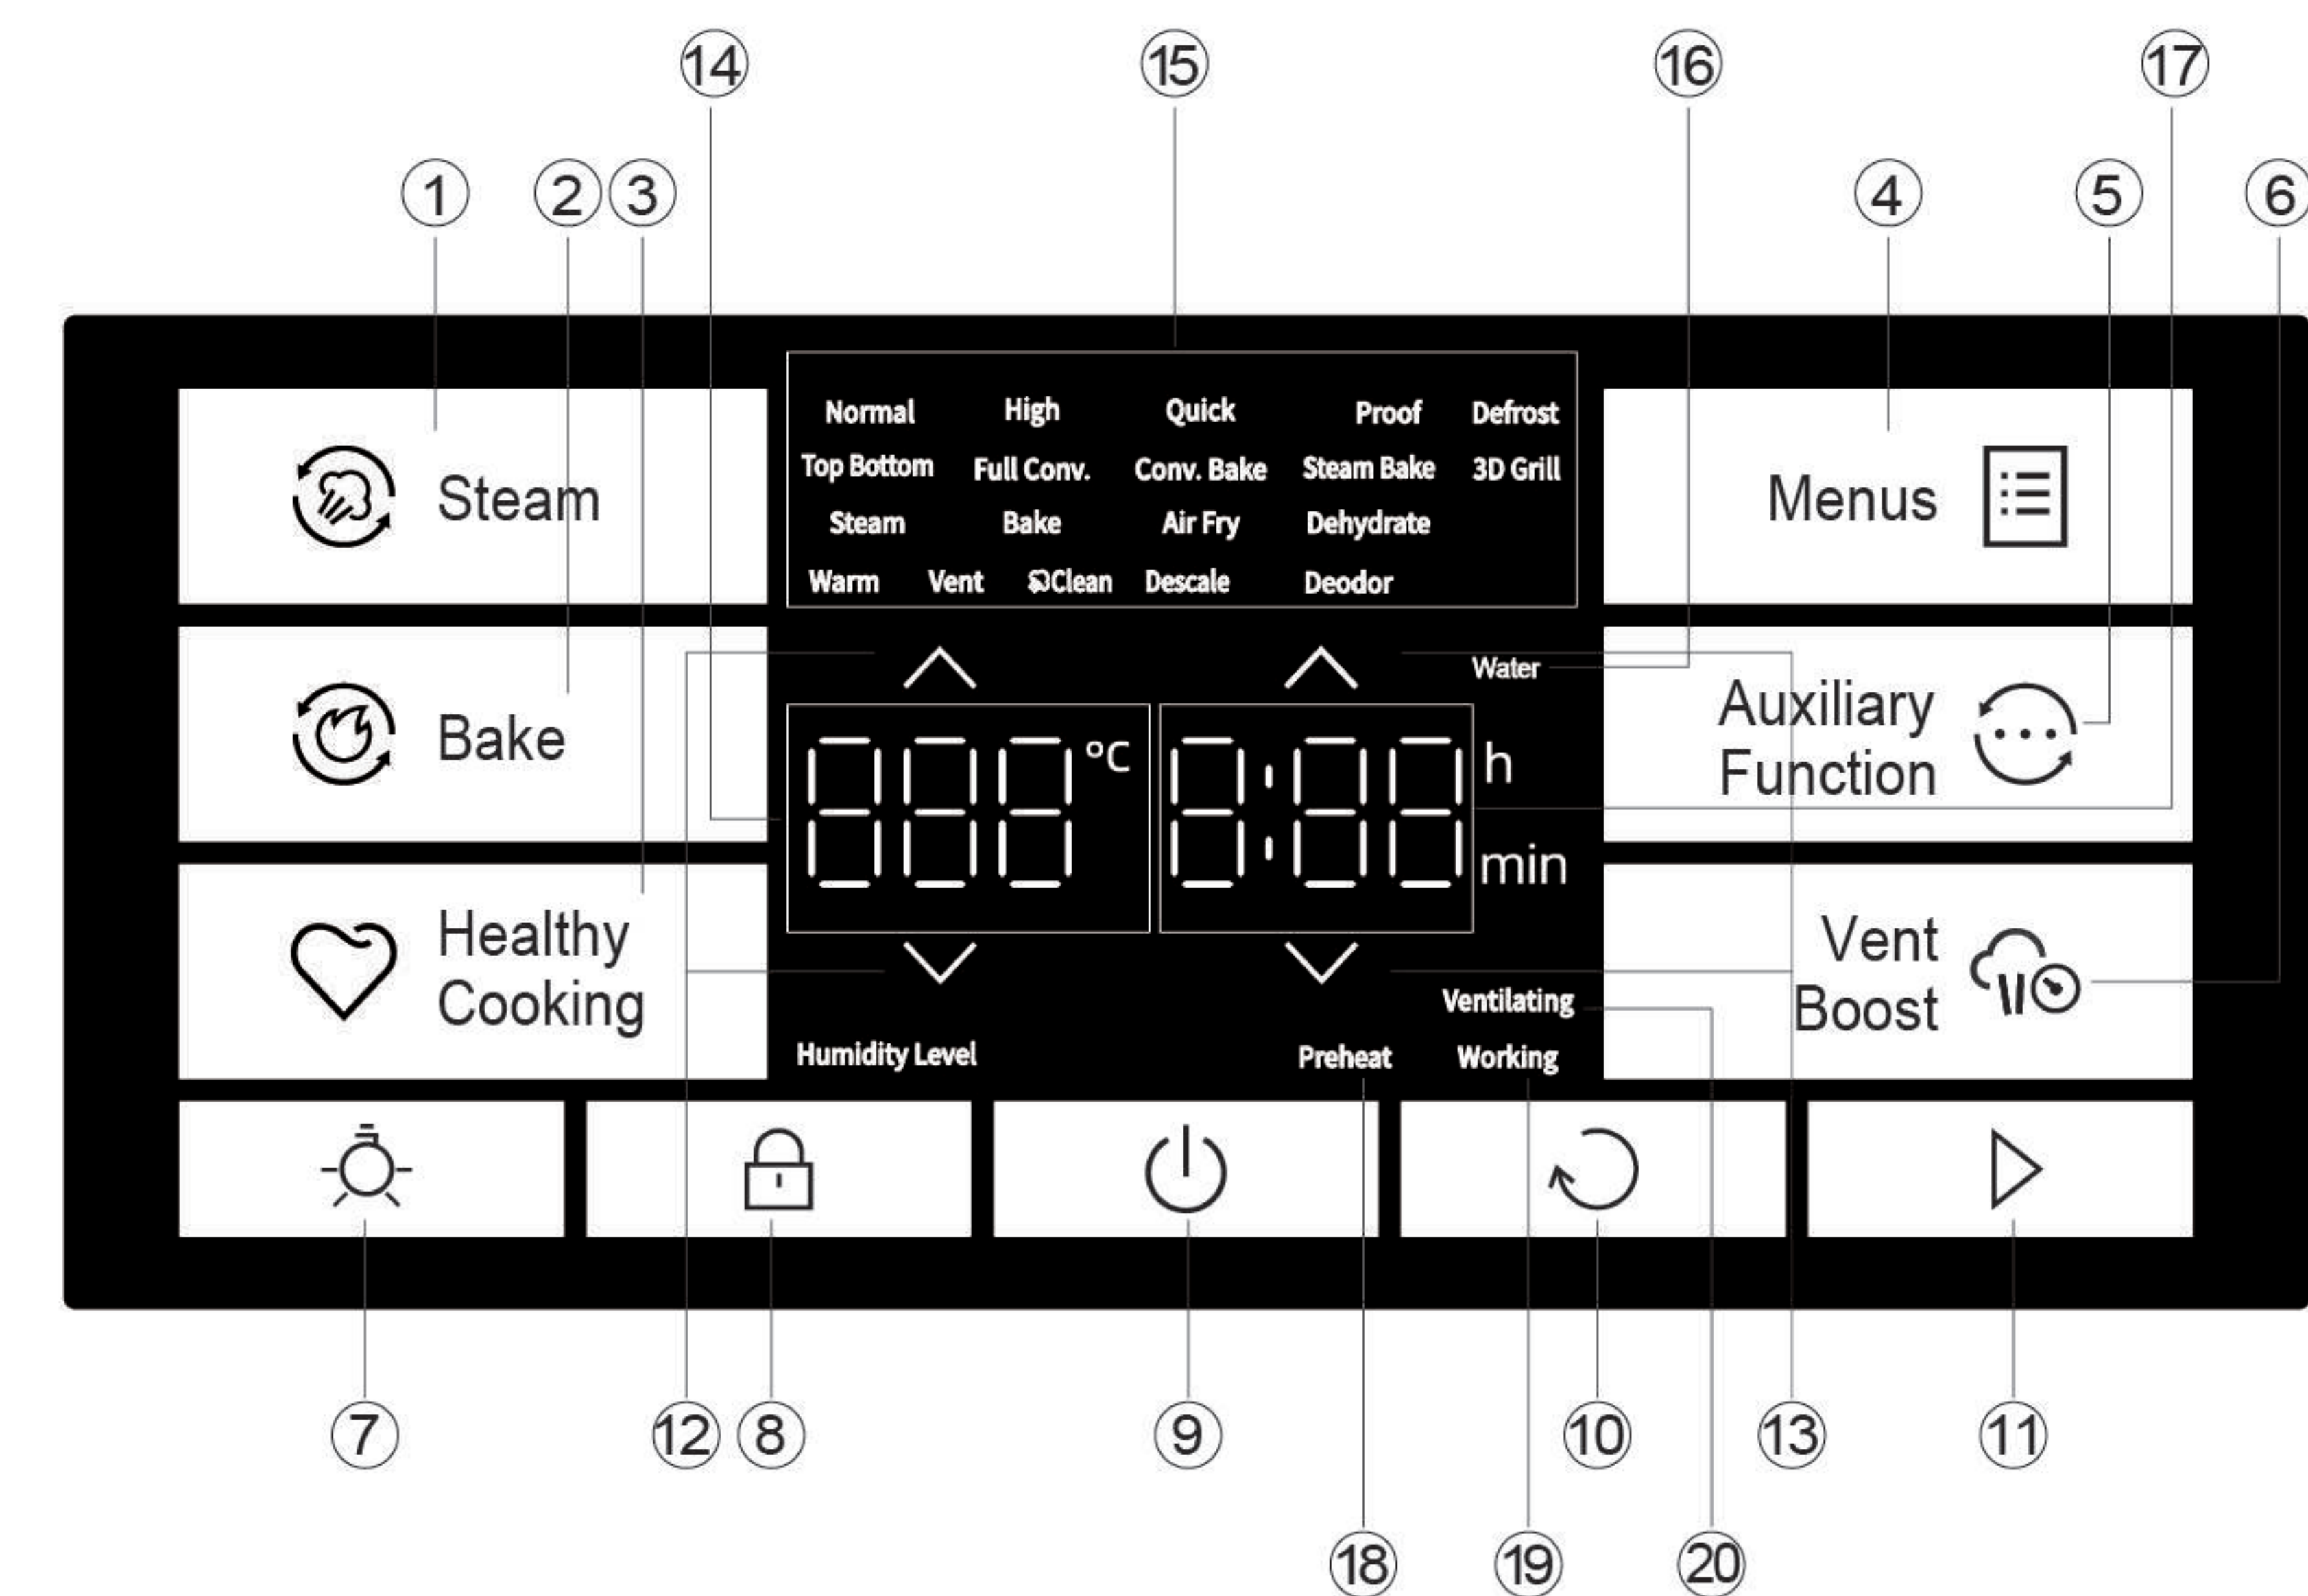 14 15 16 17
1 2 3 4 5 6
Normal High Quick Proof Defrost
Top Bottom Full Conv. Conv. Bake Steam Bake 3D Grill
Steam Bake Air Fry Dehydrate
Warm Vent Clean Descale Deodor
Steam
Menus
Water
Bake
Auxiliary
Function
888 °C 8:88 h
min
Healthy
Cooking
Vent
Boost
Ventilating
Humidity Level Preheat Working
7 12 8 9 10 13 11
18 19 20